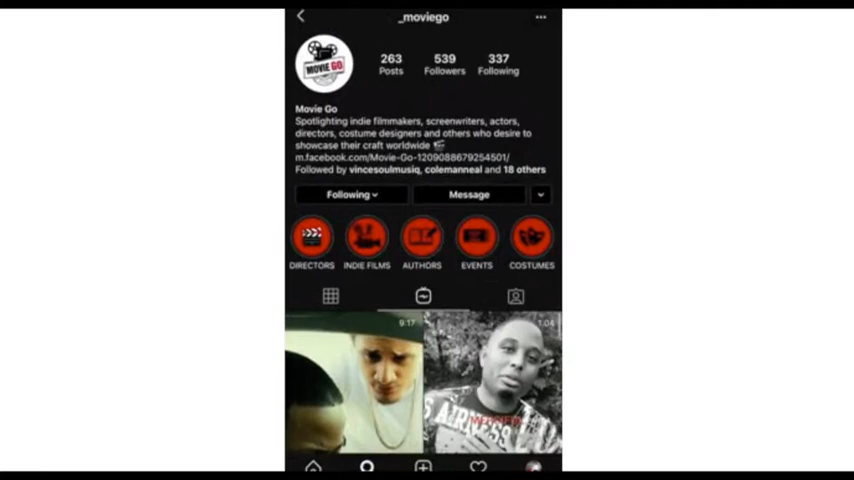 _moviego
MOVIE GO
263 539 337
Posts Followers Following
Movie Go
Spotlighting indie filmmakers, screenwriters, actors,
directors, costume designers and others who desire to
showcase their craft worldwide
m.facebook.com/Movie-Go-1209088679254501/
Followed by vincesoulmusiq, colemanneal and 18 others
Following Message
DIRECTORS INDIE FILMS AUTHORS EVENTS COSTUMES
9:17 1:04